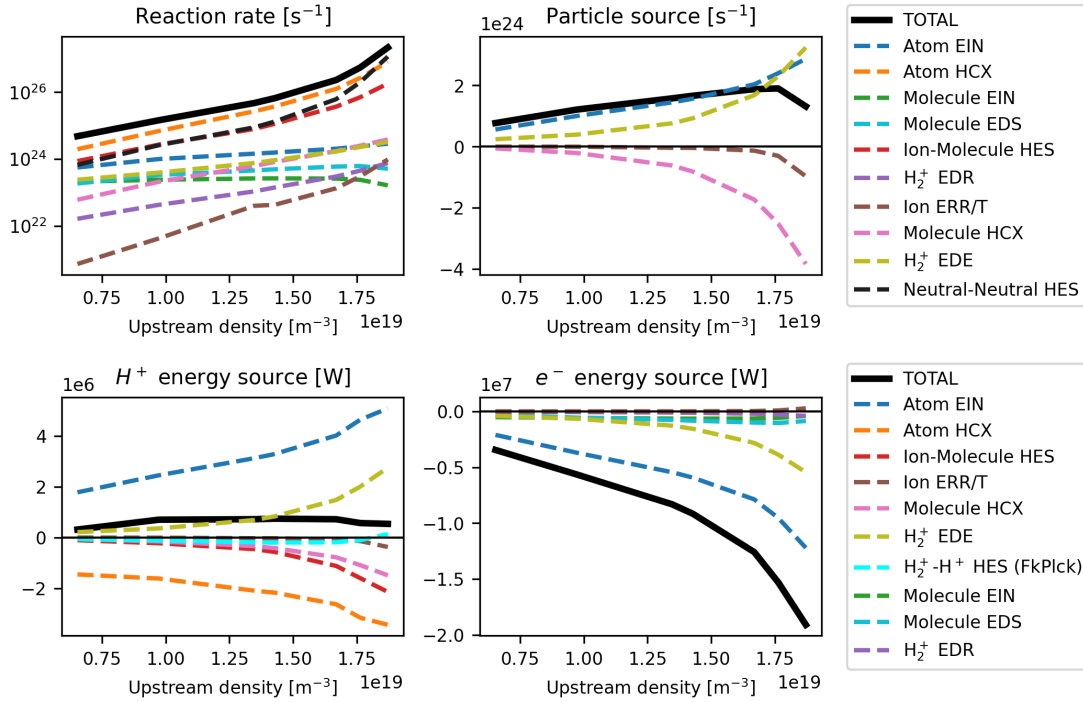 Reaction rate [s⁻¹]
10²⁶
10²⁴
10²²
0.75 1.00 1.25 1.50 1.75
Upstream density [m⁻³] 1e19
Particle source [s⁻¹]
1e24
2
0
−2
−4
0.75 1.00 1.25 1.50 1.75
Upstream density [m⁻³] 1e19
TOTAL
Atom EIN
Atom HCX
Molecule EIN
Molecule EDS
Ion-Molecule HES
H₂⁺ EDR
Ion ERR/T
Molecule HCX
H₂⁺ EDE
Neutral-Neutral HES
H⁺ energy source [W]
1e6
4
2
0
−2
0.75 1.00 1.25 1.50 1.75
Upstream density [m⁻³] 1e19
e⁻ energy source [W]
1e7
0.0
−0.5
−1.0
−1.5
−2.0
0.75 1.00 1.25 1.50 1.75
Upstream density [m⁻³] 1e19
TOTAL
Atom EIN
Atom HCX
Ion-Molecule HES
Ion ERR/T
Molecule HCX
H₂⁺ EDE
H₂⁺-H⁺ HES (FkPlck)
Molecule EIN
Molecule EDS
H₂⁺ EDR